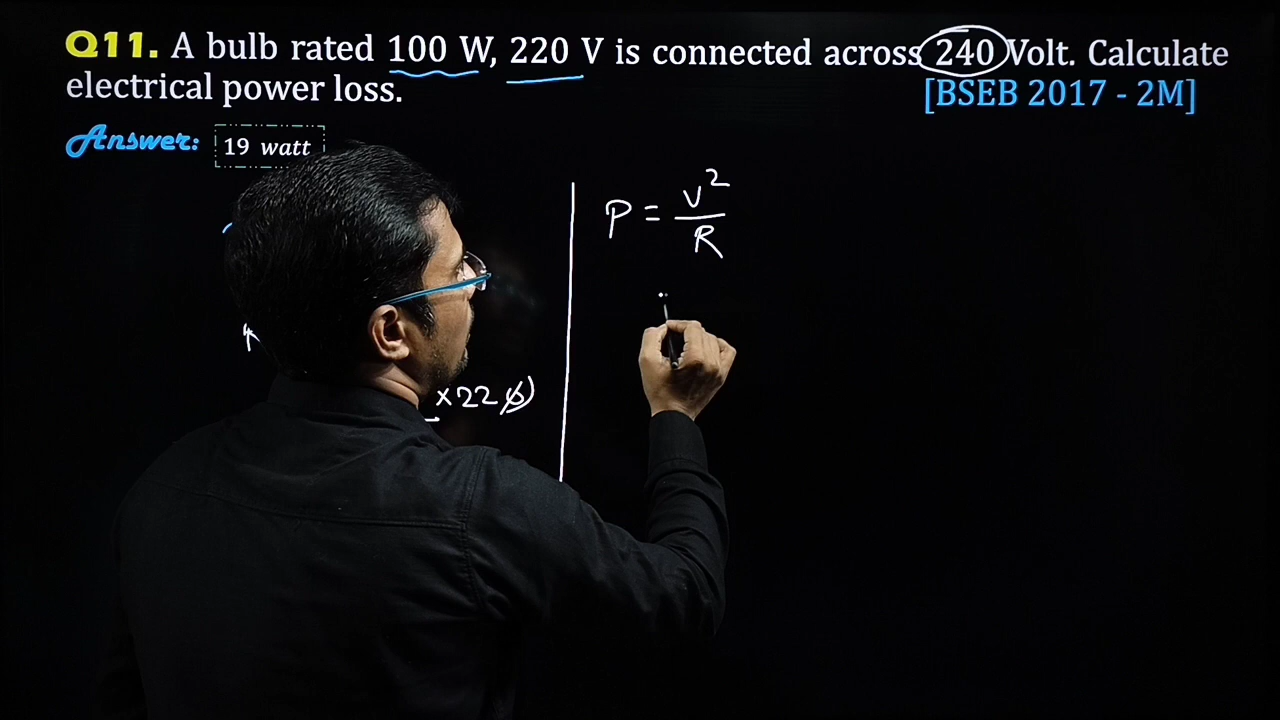 Q11. A bulb rated 100 W, 220 V is connected across 240 Volt. Calculate
electrical power loss.
[BSEB 2017 - 2M]
Answer: 19 watt
P = V²/R
×220)